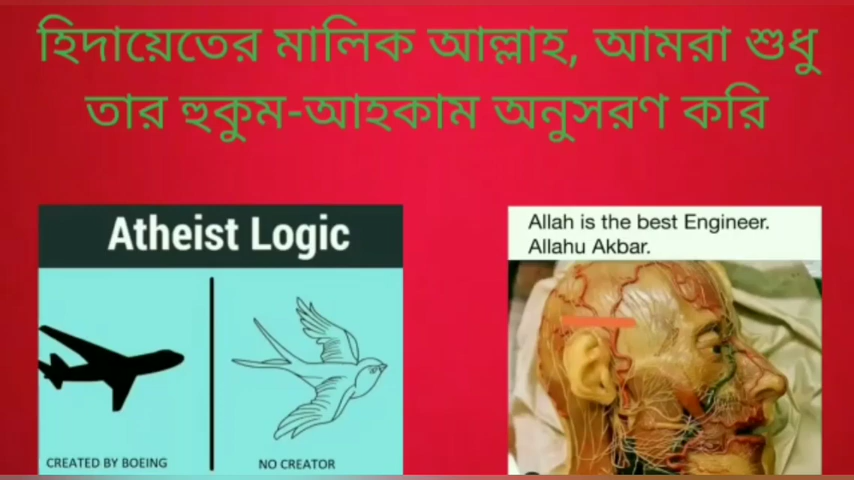 হিদায়েতের মালিক আল্লাহ, আমরা শুধু
তার হুকুম-আহকাম অনুসরণ করি
Atheist Logic
CREATED BY BOEING
NO CREATOR
Allah is the best Engineer.
Allahu Akbar.